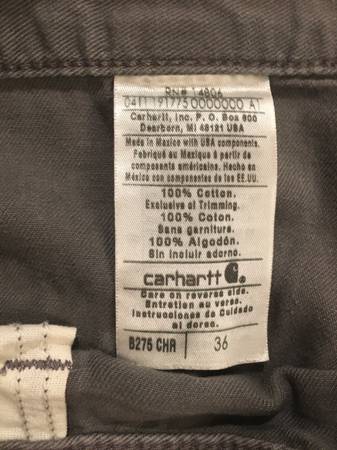 RN# 14806
0411 191775 0000000 A1
Carhartt, Inc. P. O. Box 600
Dearborn, MI 48121 USA
Made in Mexico with USA components.
Fabriqué au Mexique à partir de
composants américains. Hecho en
México con componentes de los EE.UU.
100% Cotton.
Exclusive of Trimming.
100% Coton.
Sans garniture.
100% Algodón.
Sin incluir adorno.
carhartt
Care on reverse side.
Entretien au verso.
Instrucciones de Cuidado
al dorso.
B275 CHR 36